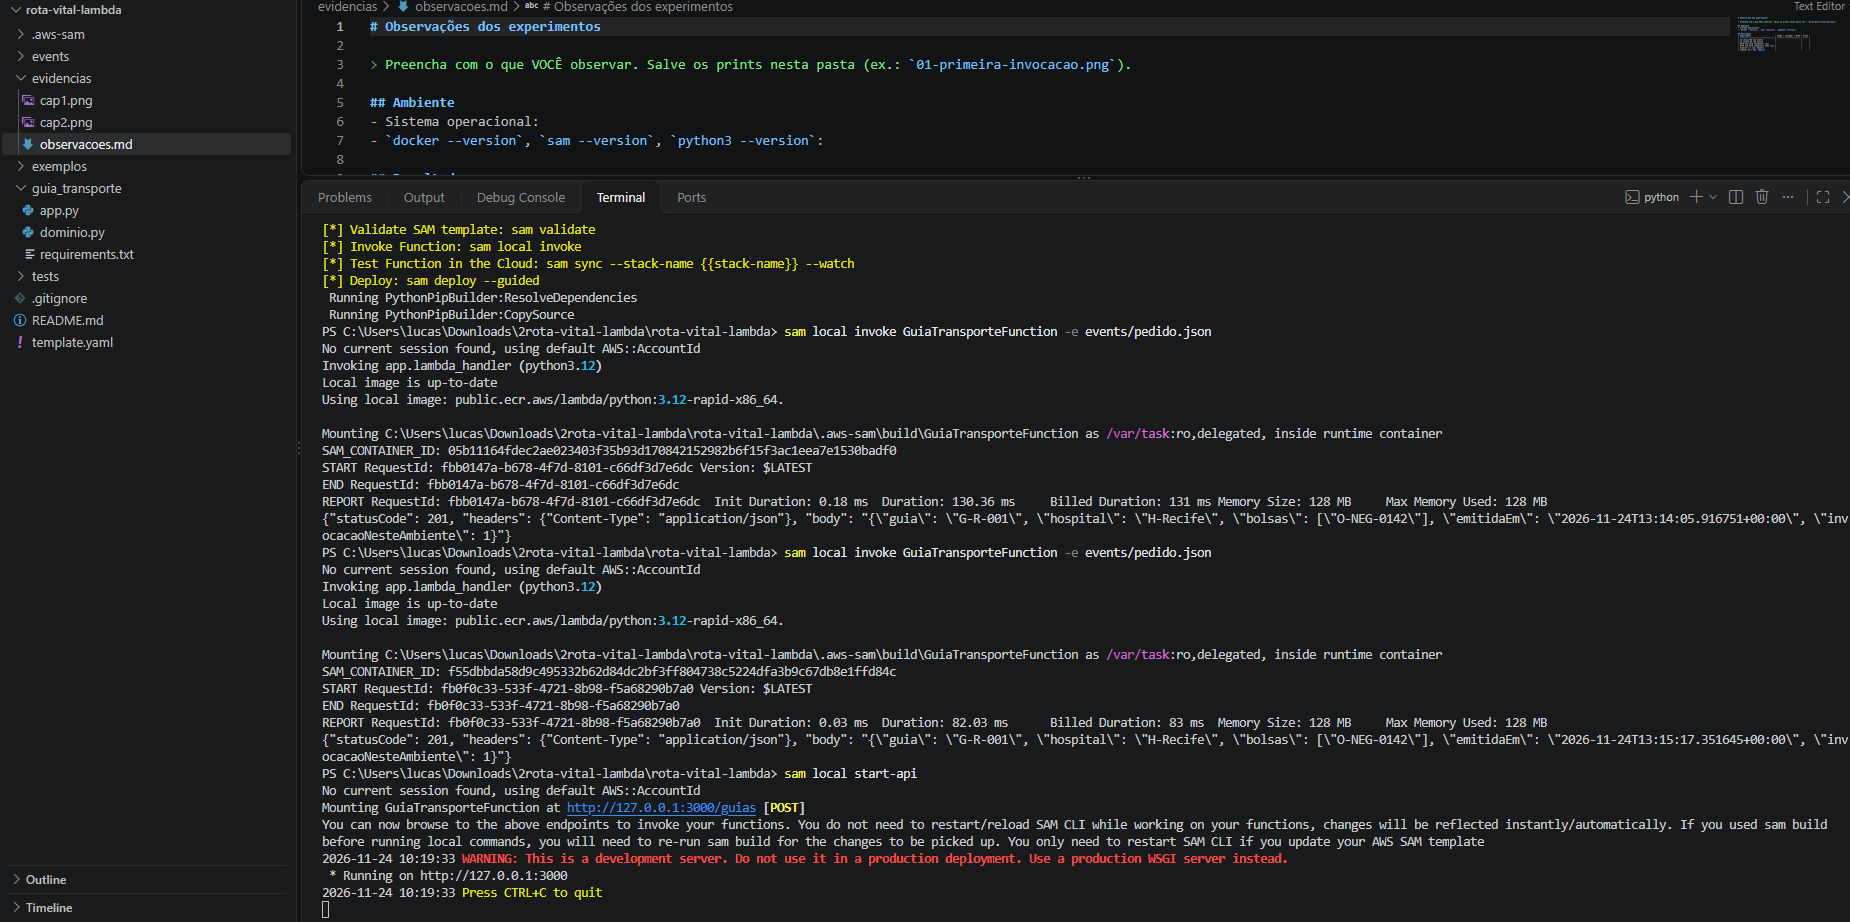 rota-vital-lambda
.aws-sam
events
evidencias
cap1.png
cap2.png
observacoes.md
exemplos
guia_transporte
app.py
dominio.py
requirements.txt
tests
.gitignore
README.md
template.yaml
Outline
Timeline
evidencias > observacoes.md > abc # Observações dos experimentos
Text Editor
1 # Observações dos experimentos
2
3 > Preencha com o que VOCÊ observar. Salve os prints nesta pasta (ex.: `01-primeira-invocacao.png`).
4
5 ## Ambiente
6 - Sistema operacional:
7 - `docker --version`, `sam --version`, `python3 --version`:
8
Problems Output Debug Console Terminal Ports
python
[*] Validate SAM template: sam validate
[*] Invoke Function: sam local invoke
[*] Test Function in the Cloud: sam sync --stack-name {{stack-name}} --watch
[*] Deploy: sam deploy --guided
Running PythonPipBuilder:ResolveDependencies
Running PythonPipBuilder:CopySource
PS C:\Users\lucas\Downloads\2rota-vital-lambda\rota-vital-lambda> sam local invoke GuiaTransporteFunction -e events/pedido.json
No current session found, using default AWS::AccountId
Invoking app.lambda_handler (python3.12)
Local image is up-to-date
Using local image: public.ecr.aws/lambda/python:3.12-rapid-x86_64.
Mounting C:\Users\lucas\Downloads\2rota-vital-lambda\rota-vital-lambda\.aws-sam\build\GuiaTransporteFunction as /var/task:ro,delegated, inside runtime container
SAM_CONTAINER_ID: 05b11164fdec2ae023403f35b93d170842152982b6f15f3ac1eea7e1530badf0
START RequestId: fbb0147a-b678-4f7d-8101-c66df3d7e6dc Version: $LATEST
END RequestId: fbb0147a-b678-4f7d-8101-c66df3d7e6dc
REPORT RequestId: fbb0147a-b678-4f7d-8101-c66df3d7e6dc Init Duration: 0.18 ms Duration: 130.36 ms Billed Duration: 131 ms Memory Size: 128 MB Max Memory Used: 128 MB
{"statusCode": 201, "headers": {"Content-Type": "application/json"}, "body": "{\"guia\": \"G-R-001\", \"hospital\": \"H-Recife\", \"bolsas\": [\"O-NEG-0142\"], \"emitidaEm\": \"2026-11-24T13:14:05.916751+00:00\", \"inv
ocacaoNesteAmbiente\": 1}"}
PS C:\Users\lucas\Downloads\2rota-vital-lambda\rota-vital-lambda> sam local invoke GuiaTransporteFunction -e events/pedido.json
No current session found, using default AWS::AccountId
Invoking app.lambda_handler (python3.12)
Local image is up-to-date
Using local image: public.ecr.aws/lambda/python:3.12-rapid-x86_64.
Mounting C:\Users\lucas\Downloads\2rota-vital-lambda\rota-vital-lambda\.aws-sam\build\GuiaTransporteFunction as /var/task:ro,delegated, inside runtime container
SAM_CONTAINER_ID: f55dbbda58d9c495332b62d84dc2bf3ff804738c5224dfa3b9c67db8e1ffd84c
START RequestId: fb0f0c33-533f-4721-8b98-f5a68290b7a0 Version: $LATEST
END RequestId: fb0f0c33-533f-4721-8b98-f5a68290b7a0
REPORT RequestId: fb0f0c33-533f-4721-8b98-f5a68290b7a0 Init Duration: 0.03 ms Duration: 82.03 ms Billed Duration: 83 ms Memory Size: 128 MB Max Memory Used: 128 MB
{"statusCode": 201, "headers": {"Content-Type": "application/json"}, "body": "{\"guia\": \"G-R-001\", \"hospital\": \"H-Recife\", \"bolsas\": [\"O-NEG-0142\"], \"emitidaEm\": \"2026-11-24T13:15:17.351645+00:00\", \"inv
ocacaoNesteAmbiente\": 1}"}
PS C:\Users\lucas\Downloads\2rota-vital-lambda\rota-vital-lambda> sam local start-api
No current session found, using default AWS::AccountId
Mounting GuiaTransporteFunction at http://127.0.0.1:3000/guias [POST]
You can now browse to the above endpoints to invoke your functions. You do not need to restart/reload SAM CLI while working on your functions, changes will be reflected instantly/automatically. If you used sam build
before running local commands, you will need to re-run sam build for the changes to be picked up. You only need to restart SAM CLI if you update your AWS SAM template
2026-11-24 10:19:33 WARNING: This is a development server. Do not use it in a production deployment. Use a production WSGI server instead.
* Running on http://127.0.0.1:3000
2026-11-24 10:19:33 Press CTRL+C to quit